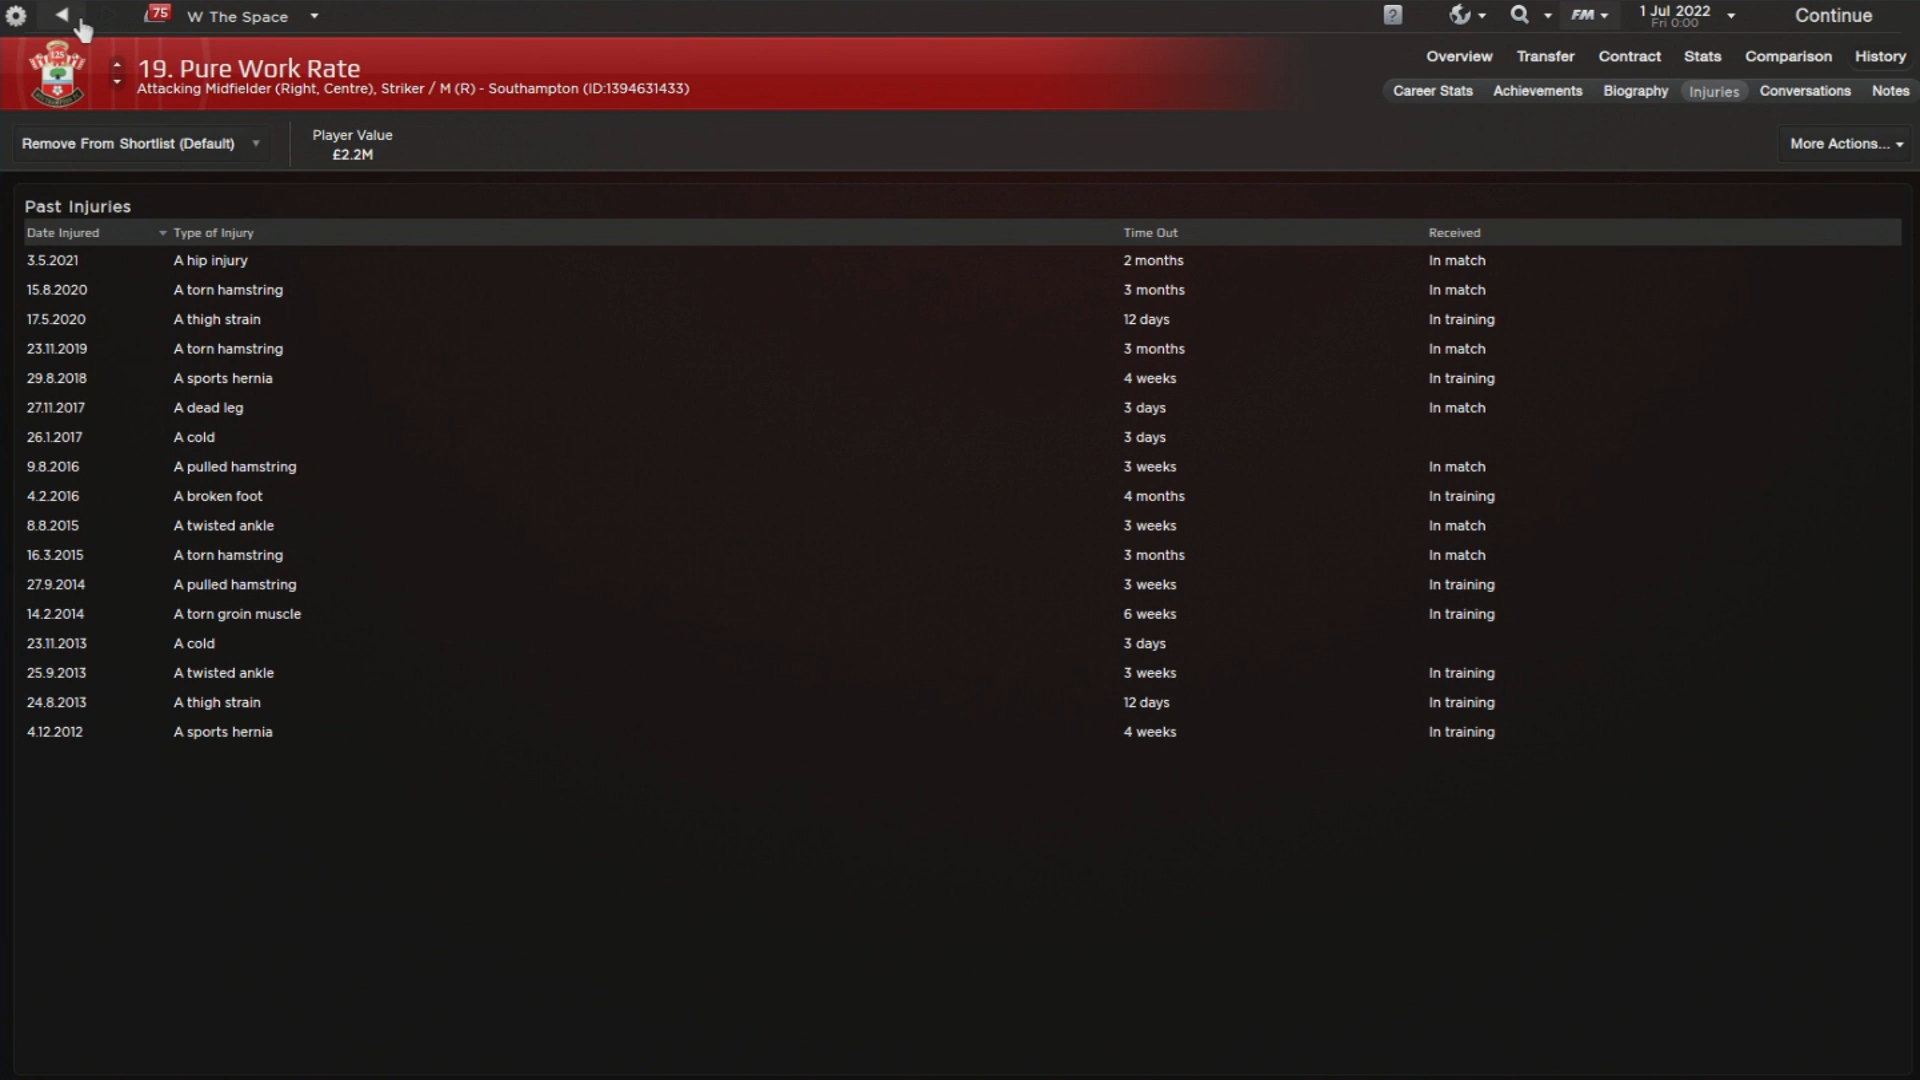 75 W The Space
? FM 1 Jul 2022 Continue
Fri 0:00
125
19. Pure Work Rate
Attacking Midfielder (Right, Centre), Striker / M (R) - Southampton (ID:1394631433)
Overview Transfer Contract Stats Comparison History
Career Stats Achievements Biography Injuries Conversations Notes
Remove From Shortlist (Default)
Player Value
£2.2M
More Actions...
Past Injuries
Date Injured Type of Injury Time Out Received
3.5.2021 A hip injury 2 months In match
15.8.2020 A torn hamstring 3 months In match
17.5.2020 A thigh strain 12 days In training
23.11.2019 A torn hamstring 3 months In match
29.8.2018 A sports hernia 4 weeks In training
27.11.2017 A dead leg 3 days In match
26.1.2017 A cold 3 days
9.8.2016 A pulled hamstring 3 weeks In match
4.2.2016 A broken foot 4 months In training
8.8.2015 A twisted ankle 3 weeks In match
16.3.2015 A torn hamstring 3 months In match
27.9.2014 A pulled hamstring 3 weeks In training
14.2.2014 A torn groin muscle 6 weeks In training
23.11.2013 A cold 3 days
25.9.2013 A twisted ankle 3 weeks In training
24.8.2013 A thigh strain 12 days In training
4.12.2012 A sports hernia 4 weeks In training